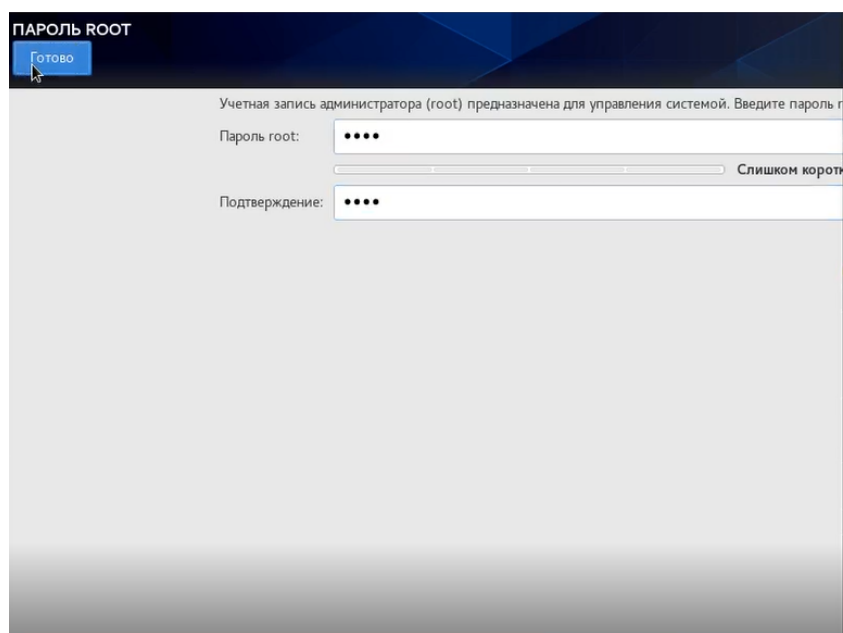 ПАРОЛЬ ROOT
Готово
Учетная запись администратора (root) предназначена для управления системой. Введите пароль
Пароль root: ••••
Слишком
Подтверждение: ••••